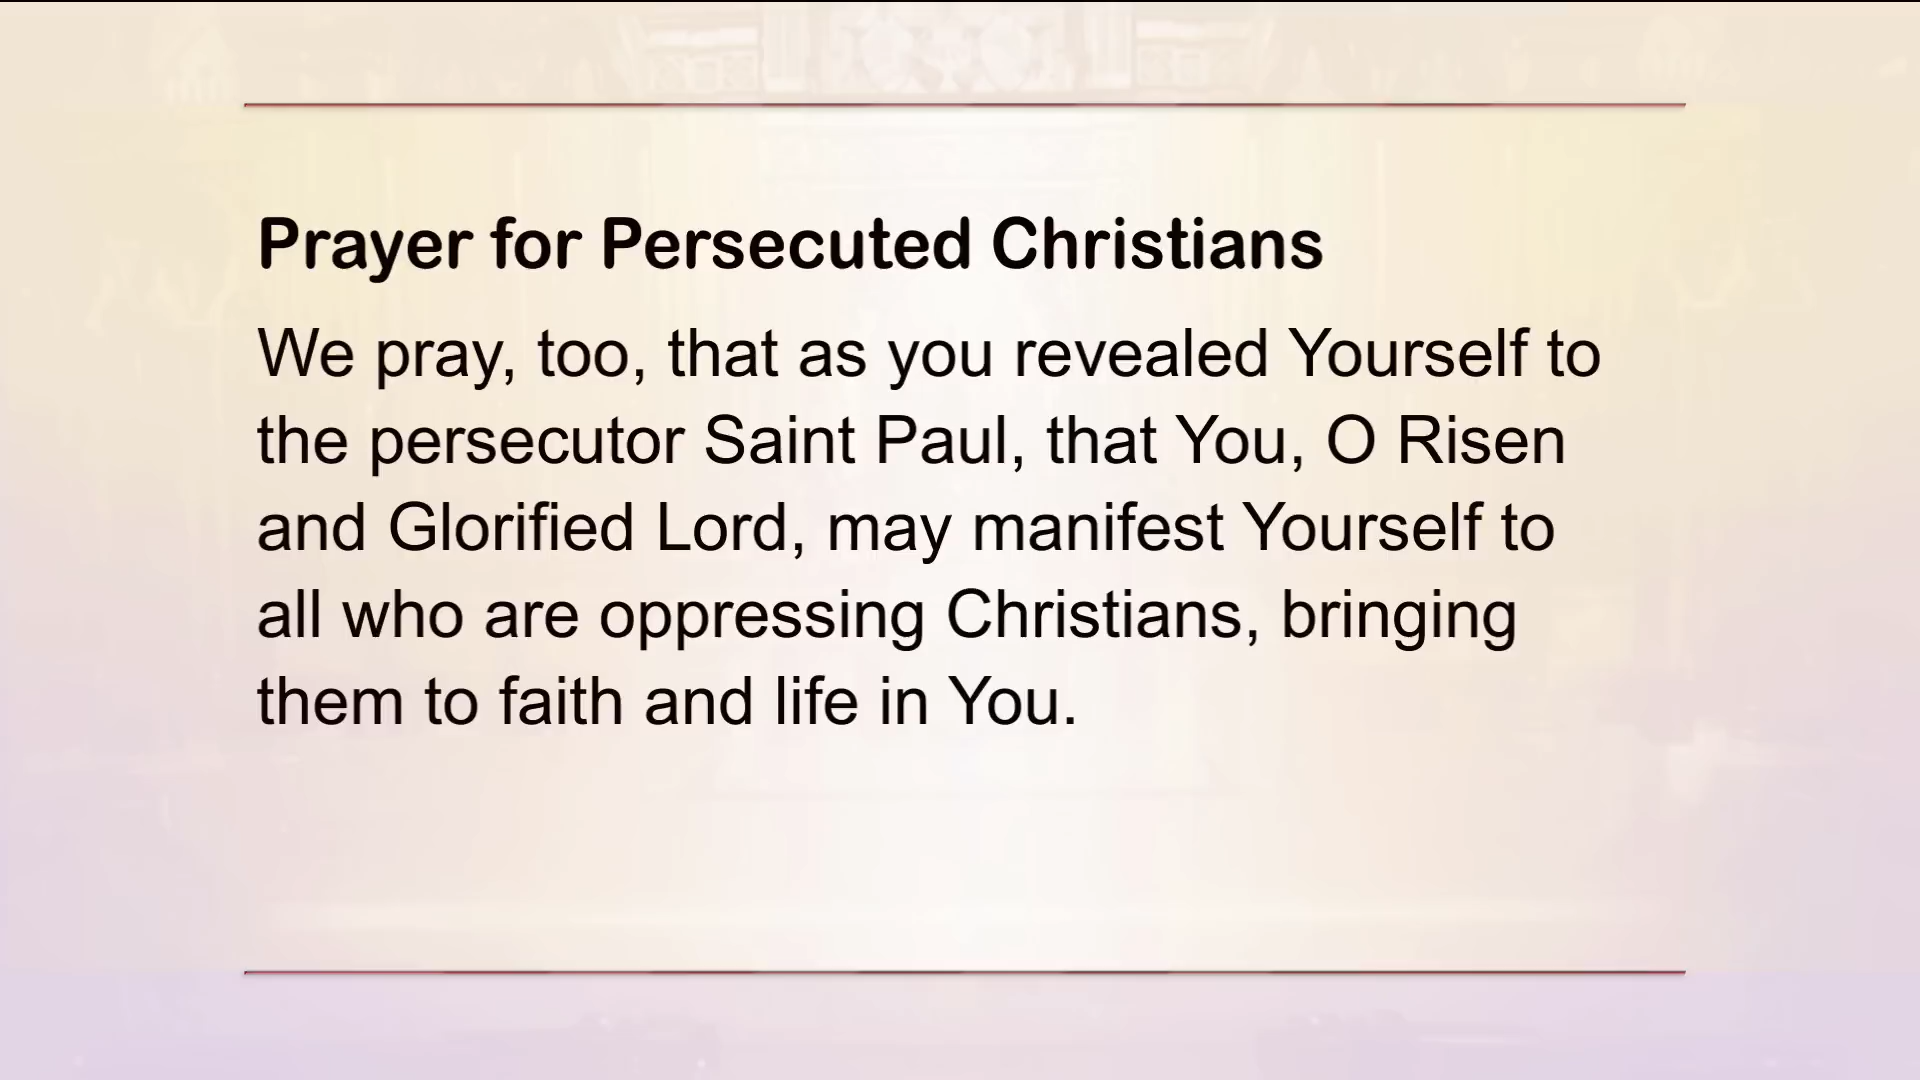 Prayer for Persecuted Christians
We pray, too, that as you revealed Yourself to
the persecutor Saint Paul, that You, O Risen
and Glorified Lord, may manifest Yourself to
all who are oppressing Christians, bringing
them to faith and life in You.